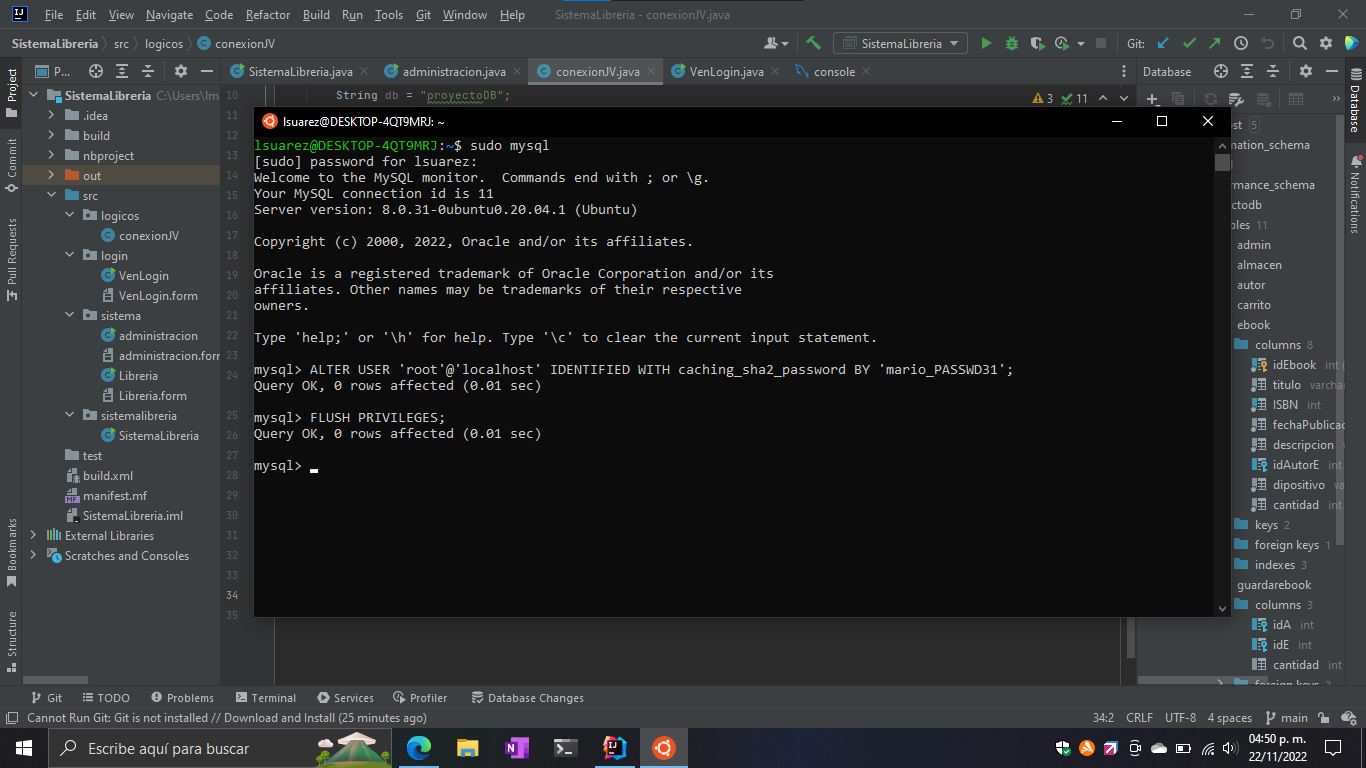 File Edit View Navigate Code Refactor Build Run Tools Git Window Help SistemaLibreria - conexionJV.java
SistemaLibreria src logicos conexionJV SistemaLibreria Git:
P... SistemaLibreria.java administracion.java conexionJV.java VenLogin.java console Database
Project
Commit
Pull Requests
Bookmarks
Structure
SistemaLibreria C:\Users\lm
.idea
build
nbproject
out
src
logicos
conexionJV
login
VenLogin
VenLogin.form
sistema
administracion
administracion.form
Libreria
Libreria.form
sistemalibreria
SistemaLibreria
test
build.xml
manifest.mf
SistemaLibreria.iml
External Libraries
Scratches and Consoles
10 String db = "proyectoDB"; 3 11
11
12
13
14
15
16
17
18
19
20
21
22
23
24
25
26
27
28
29
30
31
32
33
34
35
lsuarez@DESKTOP-4QT9MRJ: ~
lsuarez@DESKTOP-4QT9MRJ:~$ sudo mysql
[sudo] password for lsuarez:
Welcome to the MySQL monitor.  Commands end with ; or \g.
Your MySQL connection id is 11
Server version: 8.0.31-0ubuntu0.20.04.1 (Ubuntu)
Copyright (c) 2000, 2022, Oracle and/or its affiliates.
Oracle is a registered trademark of Oracle Corporation and/or its
affiliates. Other names may be trademarks of their respective
owners.
Type 'help;' or '\h' for help. Type '\c' to clear the current input statement.
mysql> ALTER USER 'root'@'localhost' IDENTIFIED WITH caching_sha2_password BY 'mario_PASSWD31';
Query OK, 0 rows affected (0.01 sec)
mysql> FLUSH PRIVILEGES;
Query OK, 0 rows affected (0.01 sec)
mysql>
st 5
mation_schema
l
rmance_schema
ctodb
bles 11
admin
almacen
autor
carrito
ebook
columns 8
idEbook int
titulo varcha
ISBN int
fechaPublicac
descripcion
idAutorE int
dipositivo va
cantidad int
keys 2
foreign keys 1
indexes 3
guardarebook
columns 3
idA int
idE int
cantidad int
foreign keys 2
Database
Notifications
Git TODO Problems Terminal Services Profiler Database Changes
Cannot Run Git: Git is not installed // Download and Install (25 minutes ago) 34:2 CRLF UTF-8 4 spaces main
Escribe aquí para buscar
04:50 p. m.
22/11/2022